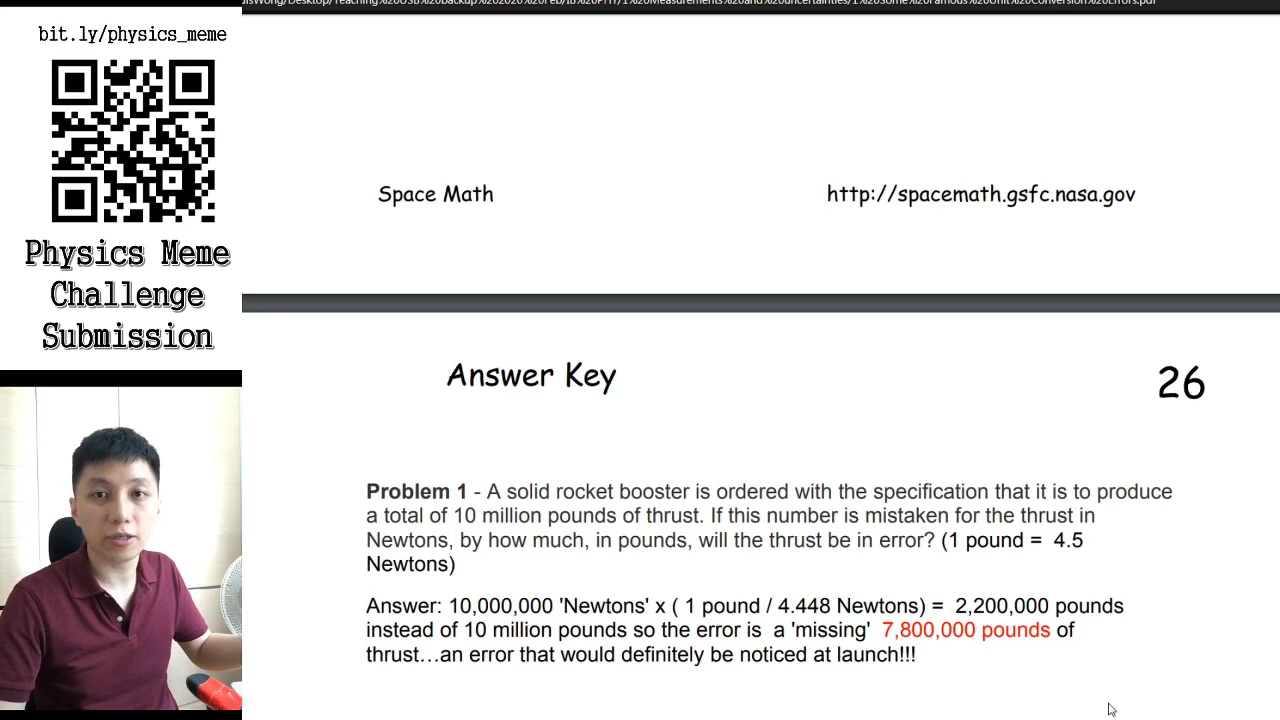 bit.ly/physics_meme
Physics Meme
Challenge
Submission
Space Math
http://spacemath.gsfc.nasa.gov
Answer Key
26
Problem 1 - A solid rocket booster is ordered with the specification that it is to produce
a total of 10 million pounds of thrust. If this number is mistaken for the thrust in
Newtons, by how much, in pounds, will the thrust be in error? (1 pound = 4.5
Newtons)
Answer: 10,000,000 'Newtons' x ( 1 pound / 4.448 Newtons) = 2,200,000 pounds
instead of 10 million pounds so the error is a 'missing' 7,800,000 pounds of
thrust…an error that would definitely be noticed at launch!!!